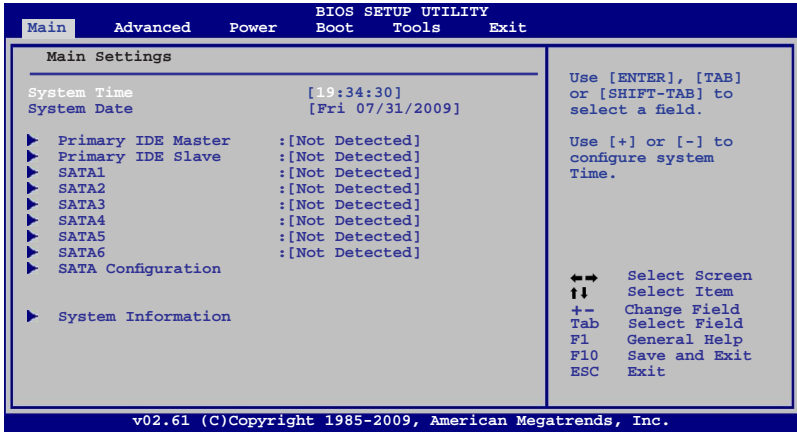 BIOS SETUP UTILITY
Main Advanced Power Boot Tools Exit
Main Settings
System Time [19:34:30]
System Date [Fri 07/31/2009]
Primary IDE Master :[Not Detected]
Primary IDE Slave :[Not Detected]
SATA1 :[Not Detected]
SATA2 :[Not Detected]
SATA3 :[Not Detected]
SATA4 :[Not Detected]
SATA5 :[Not Detected]
SATA6 :[Not Detected]
SATA Configuration
System Information
Use [ENTER], [TAB]
or [SHIFT-TAB] to
select a field.
Use [+] or [-] to
configure system
Time.
←→ Select Screen
↑↓ Select Item
+- Change Field
Tab Select Field
F1 General Help
F10 Save and Exit
ESC Exit
v02.61 (C)Copyright 1985-2009, American Megatrends, Inc.